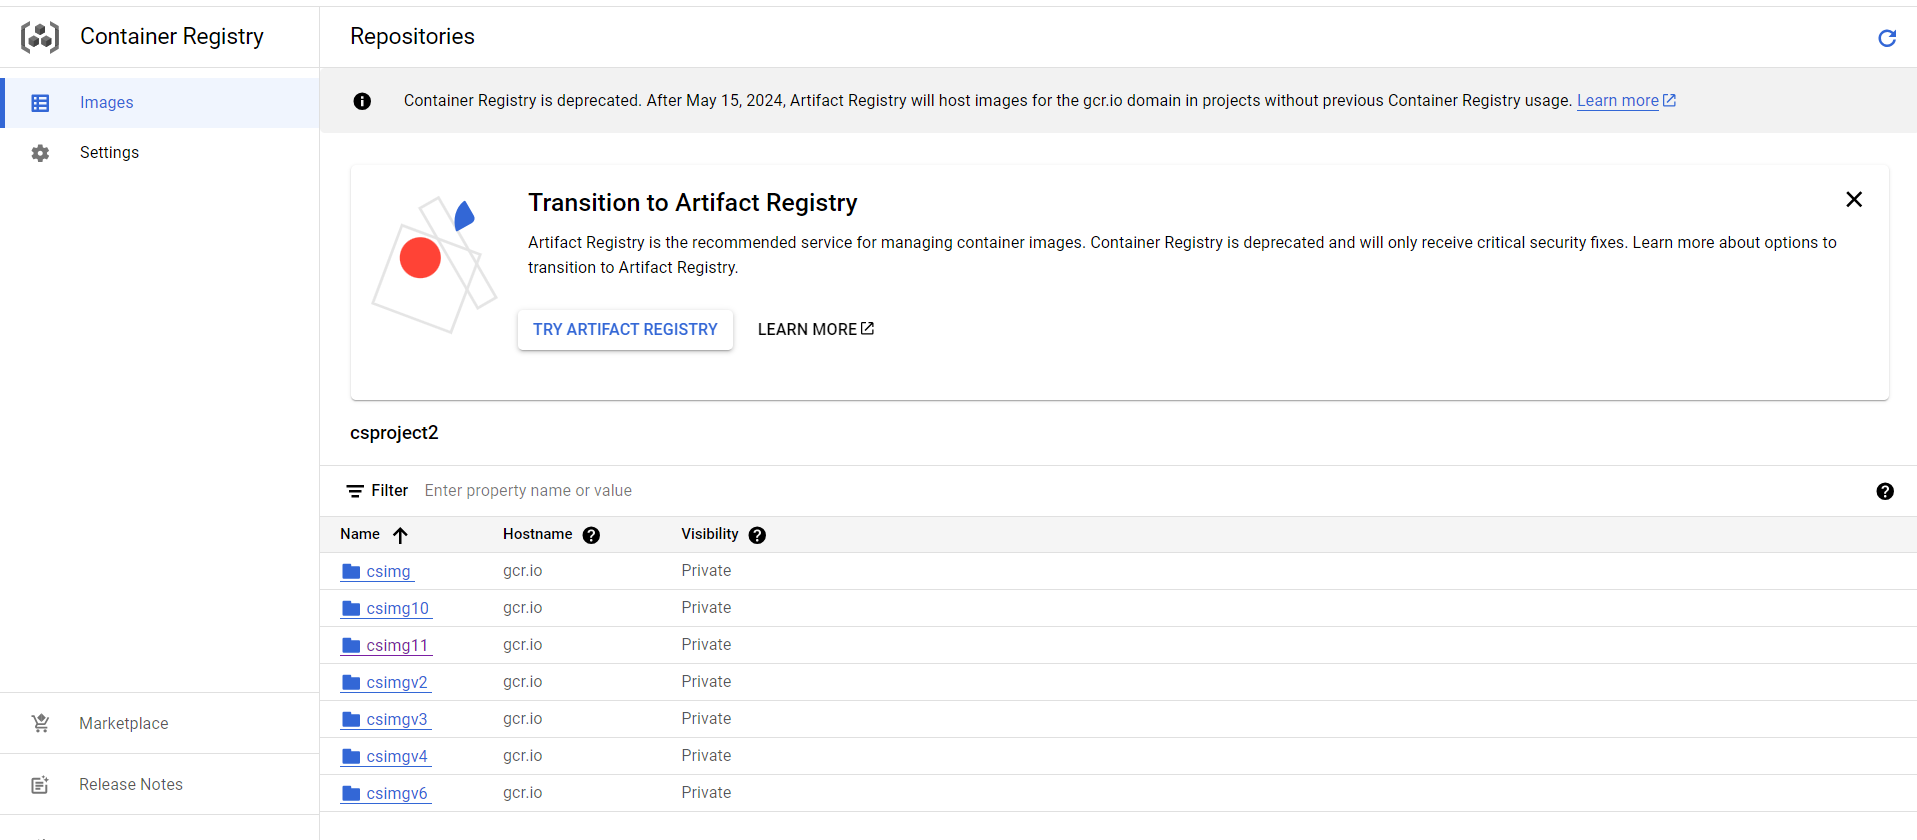 Container Registry
Repositories
Images
Settings
Container Registry is deprecated. After May 15, 2024, Artifact Registry will host images for the gcr.io domain in projects without previous Container Registry usage. Learn more
Transition to Artifact Registry
Artifact Registry is the recommended service for managing container images. Container Registry is deprecated and will only receive critical security fixes. Learn more about options to
transition to Artifact Registry.
TRY ARTIFACT REGISTRY LEARN MORE
csproject2
Filter Enter property name or value
Name Hostname Visibility
csimg gcr.io Private
csimg10 gcr.io Private
csimg11 gcr.io Private
csimgv2 gcr.io Private
csimgv3 gcr.io Private
csimgv4 gcr.io Private
csimgv6 gcr.io Private
Marketplace
Release Notes